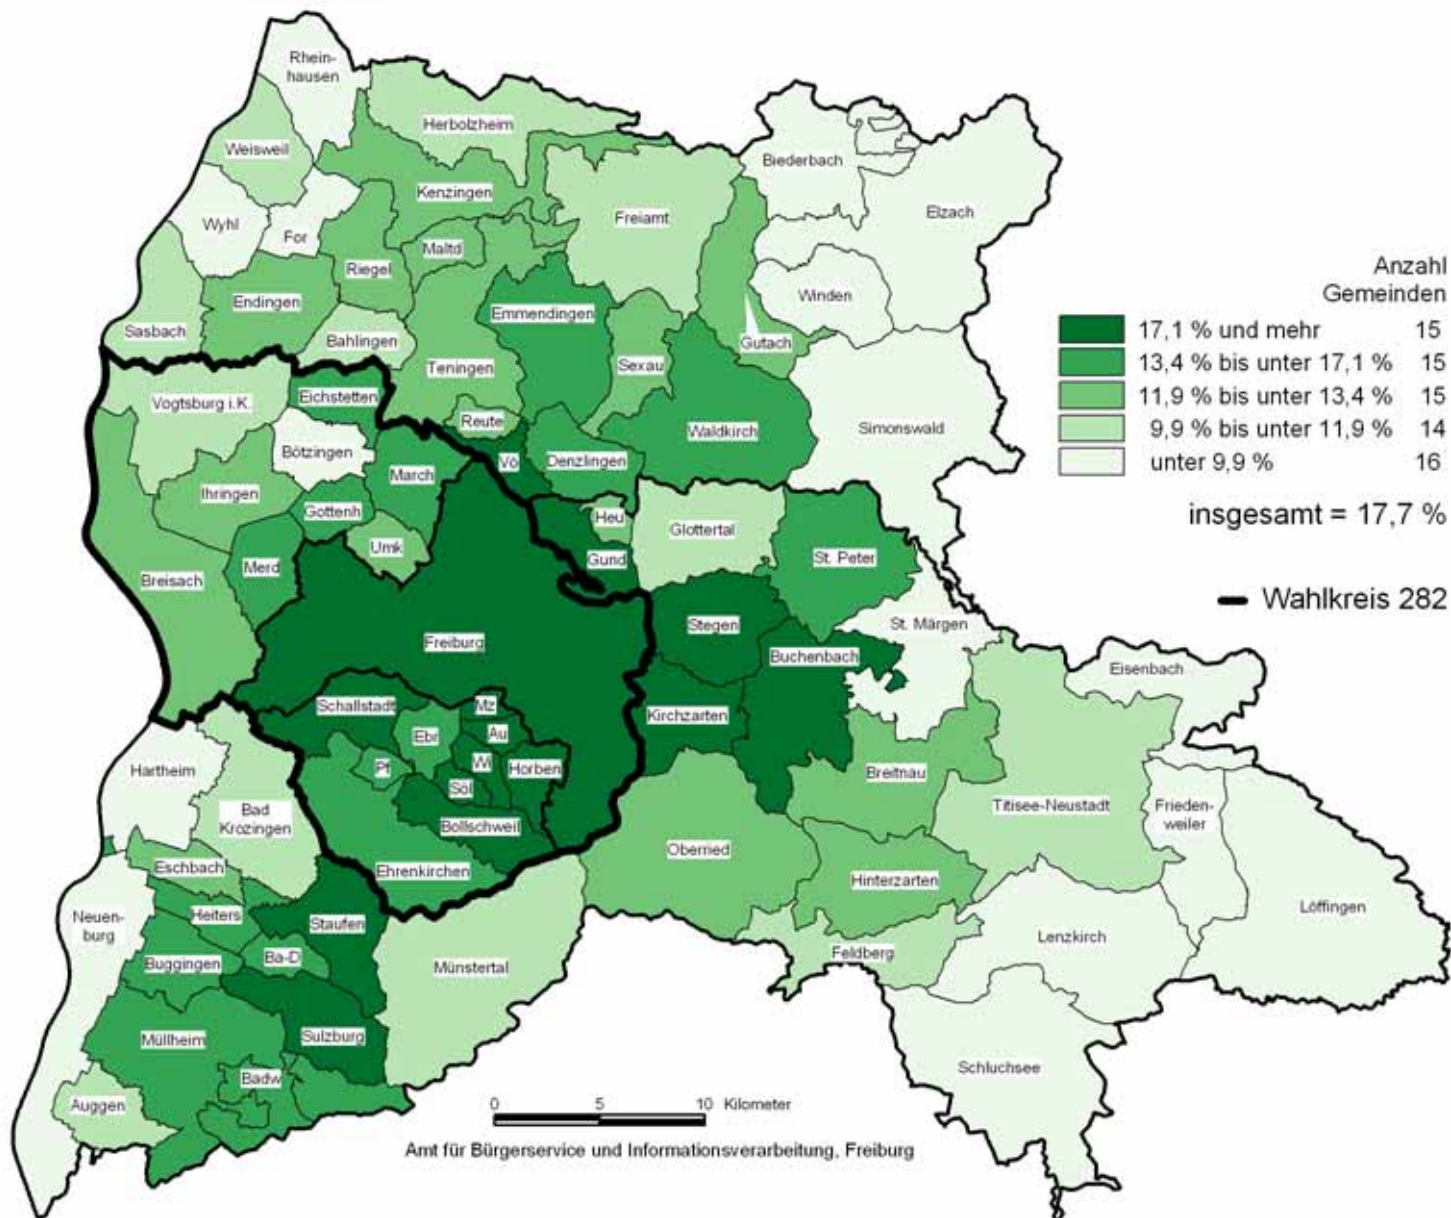 Rhein-
hausen
Herbolzheim
Weisweil
Biederbach
Kenzingen
Elzach
Freiamt
Wyhl
For
Maltd
Riegel
Winden
Endingen
Emmendingen
Sasbach
Bahlingen
Gutach
Teningen
Sexau
Eichstetten
Vogtsburg i.K.
Reute
Waldkirch
Simonswald
Bötzingen
Vö
Denzlingen
March
Ihringen
Gottenh
Heu
Glottertal
Umk
Gund
St. Peter
Merd
Breisach
Stegen
St. Märgen
Freiburg
Buchenbach
Eisenbach
Schallstadt
Mz
Kirchzarten
Ebr
Au
Pf
Wi
Horben
Hartheim
Breitnau
Söl
Titisee-Neustadt
Frieden-
weiler
Bad
Krozingen
Bollschweil
Oberried
Eschbach
Ehrenkirchen
Hinterzarten
Löffingen
Neuen-
burg
Heiters
Staufen
Lenzkirch
Buggingen
Ba-D
Münstertal
Feldberg
Müllheim
Sulzburg
Schluchsee
Badw
Auggen
Anzahl
Gemeinden
17,1 % und mehr 15
13,4 % bis unter 17,1 % 15
11,9 % bis unter 13,4 % 15
9,9 % bis unter 11,9 % 14
unter 9,9 % 16
insgesamt = 17,7 %
Wahlkreis 282
0 5 10 Kilometer
Amt für Bürgerservice und Informationsverarbeitung, Freiburg